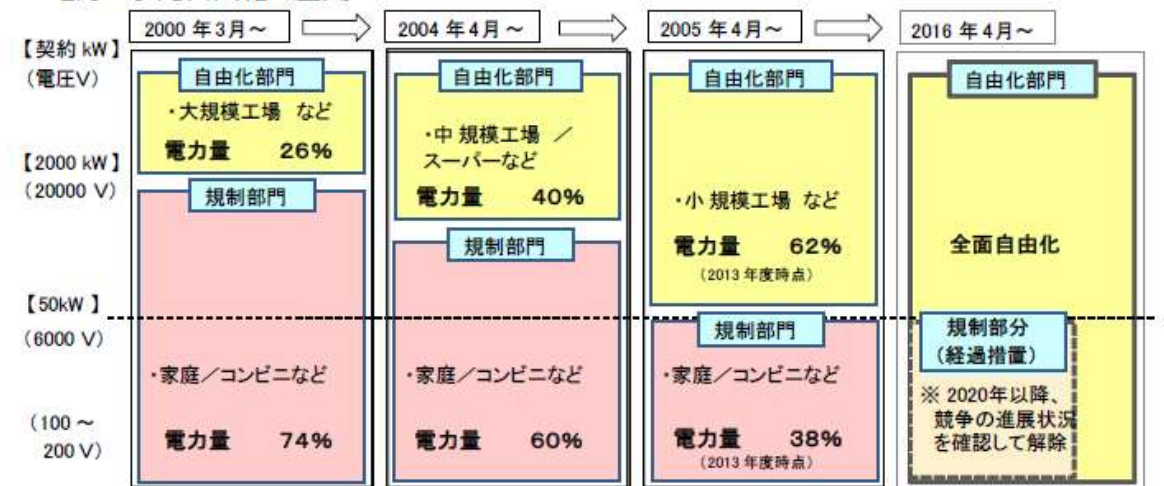 2000 年3月～
2004 年4月～
2005 年4月～
2016 年4月～
【契約 kW】
(電圧V)
【2000 kW】
(20000 V)
【50kW 】
(6000 V)
(100 ～
200 V)
自由化部門
・大規模工場 など
電力量 26%
規制部門
・家庭／コンビニなど
電力量 74%
自由化部門
・中 規模工場 ／
スーパーなど
電力量 40%
規制部門
・家庭／コンビニなど
電力量 60%
自由化部門
・小 規模工場 など
電力量 62%
(2013 年度時点)
規制部門
・家庭／コンビニなど
電力量 38%
(2013 年度時点)
自由化部門
全面自由化
規制部分
(経過措置)
※ 2020年以降、
競争の進展状況
を確認して解除